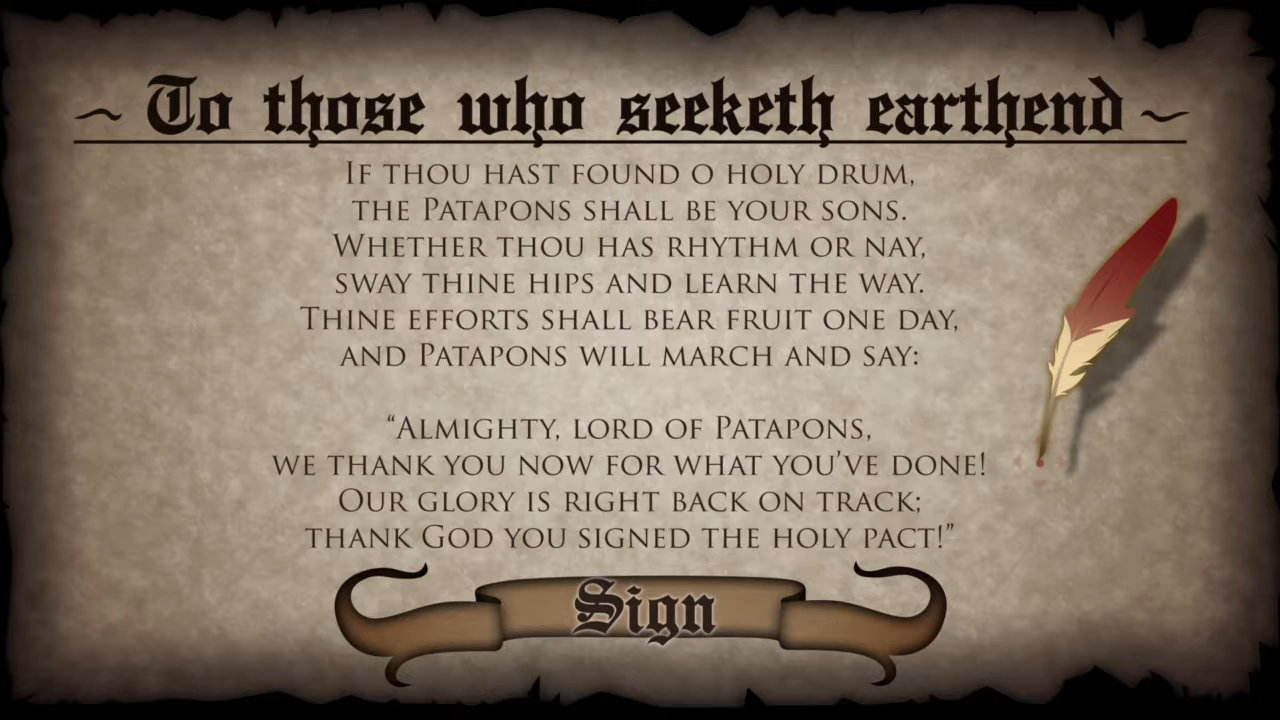 ~ To those who seeketh earthend ~
If thou hast found o holy drum,
the Patapons shall be your sons.
Whether thou has rhythm or nay,
sway thine hips and learn the way.
Thine efforts shall bear fruit one day,
and Patapons will march and say:
“Almighty, lord of Patapons,
we thank you now for what you’ve done!
Our glory is right back on track;
thank God you signed the holy pact!”
Sign